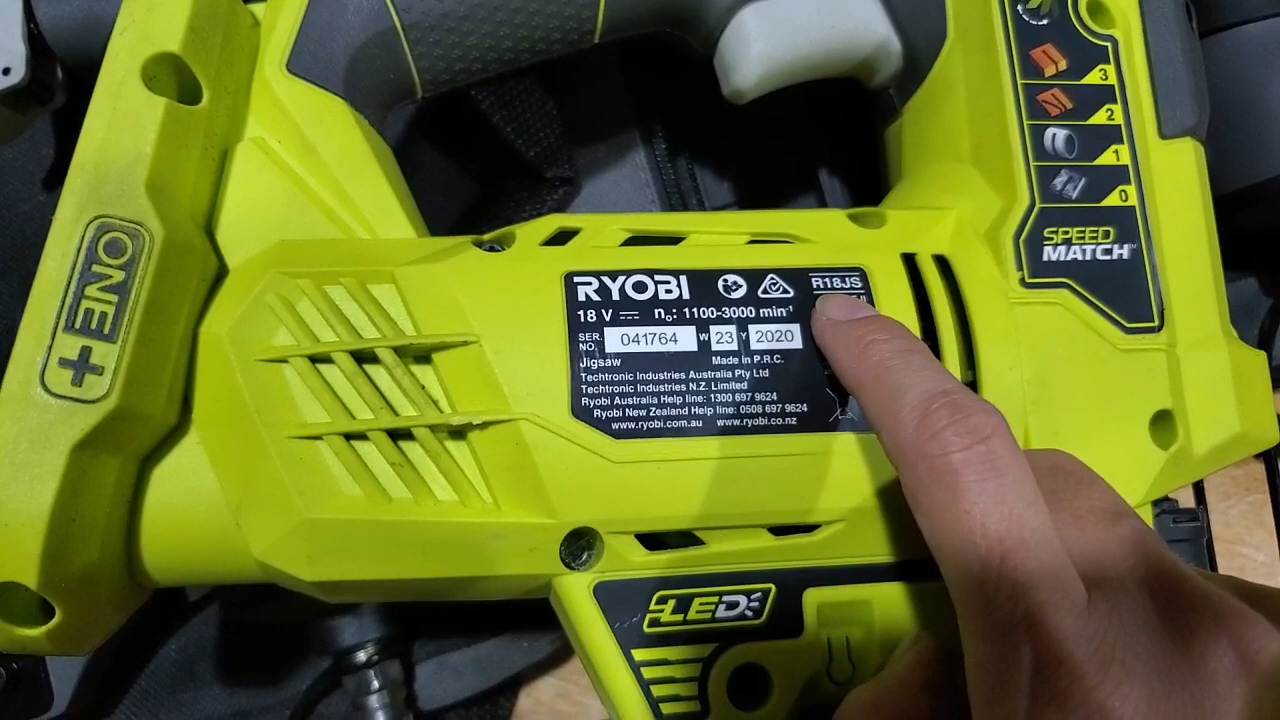 ONE+
3
2
1
0
SPEED
MATCH™
RYOBI R18JS
18 V n₀: 1100-3000 min⁻¹
SER. NO. 041764 W 23 Y 2020
Jigsaw Made in P.R.C.
Techtronic Industries Australia Pty Ltd
Techtronic Industries N.Z. Limited
Ryobi Australia Help line: 1300 697 9624
Ryobi New Zealand Help line: 0508 697 9624
www.ryobi.com.au www.ryobi.co.nz
LED